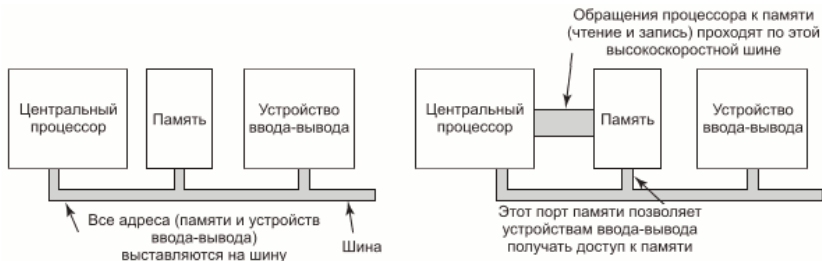 Обращения процессора к памяти
(чтение и запись) проходят по этой
высокоскоростной шине
Центральный
процессор
Память
Устройство
ввода-вывода
Центральный
процессор
Память
Устройство
ввода-вывода
Все адреса (памяти и устройств
ввода-вывода)
выставляются на шину
Шина
Этот порт памяти позволяет
устройствам ввода-вывода
получать доступ к памяти